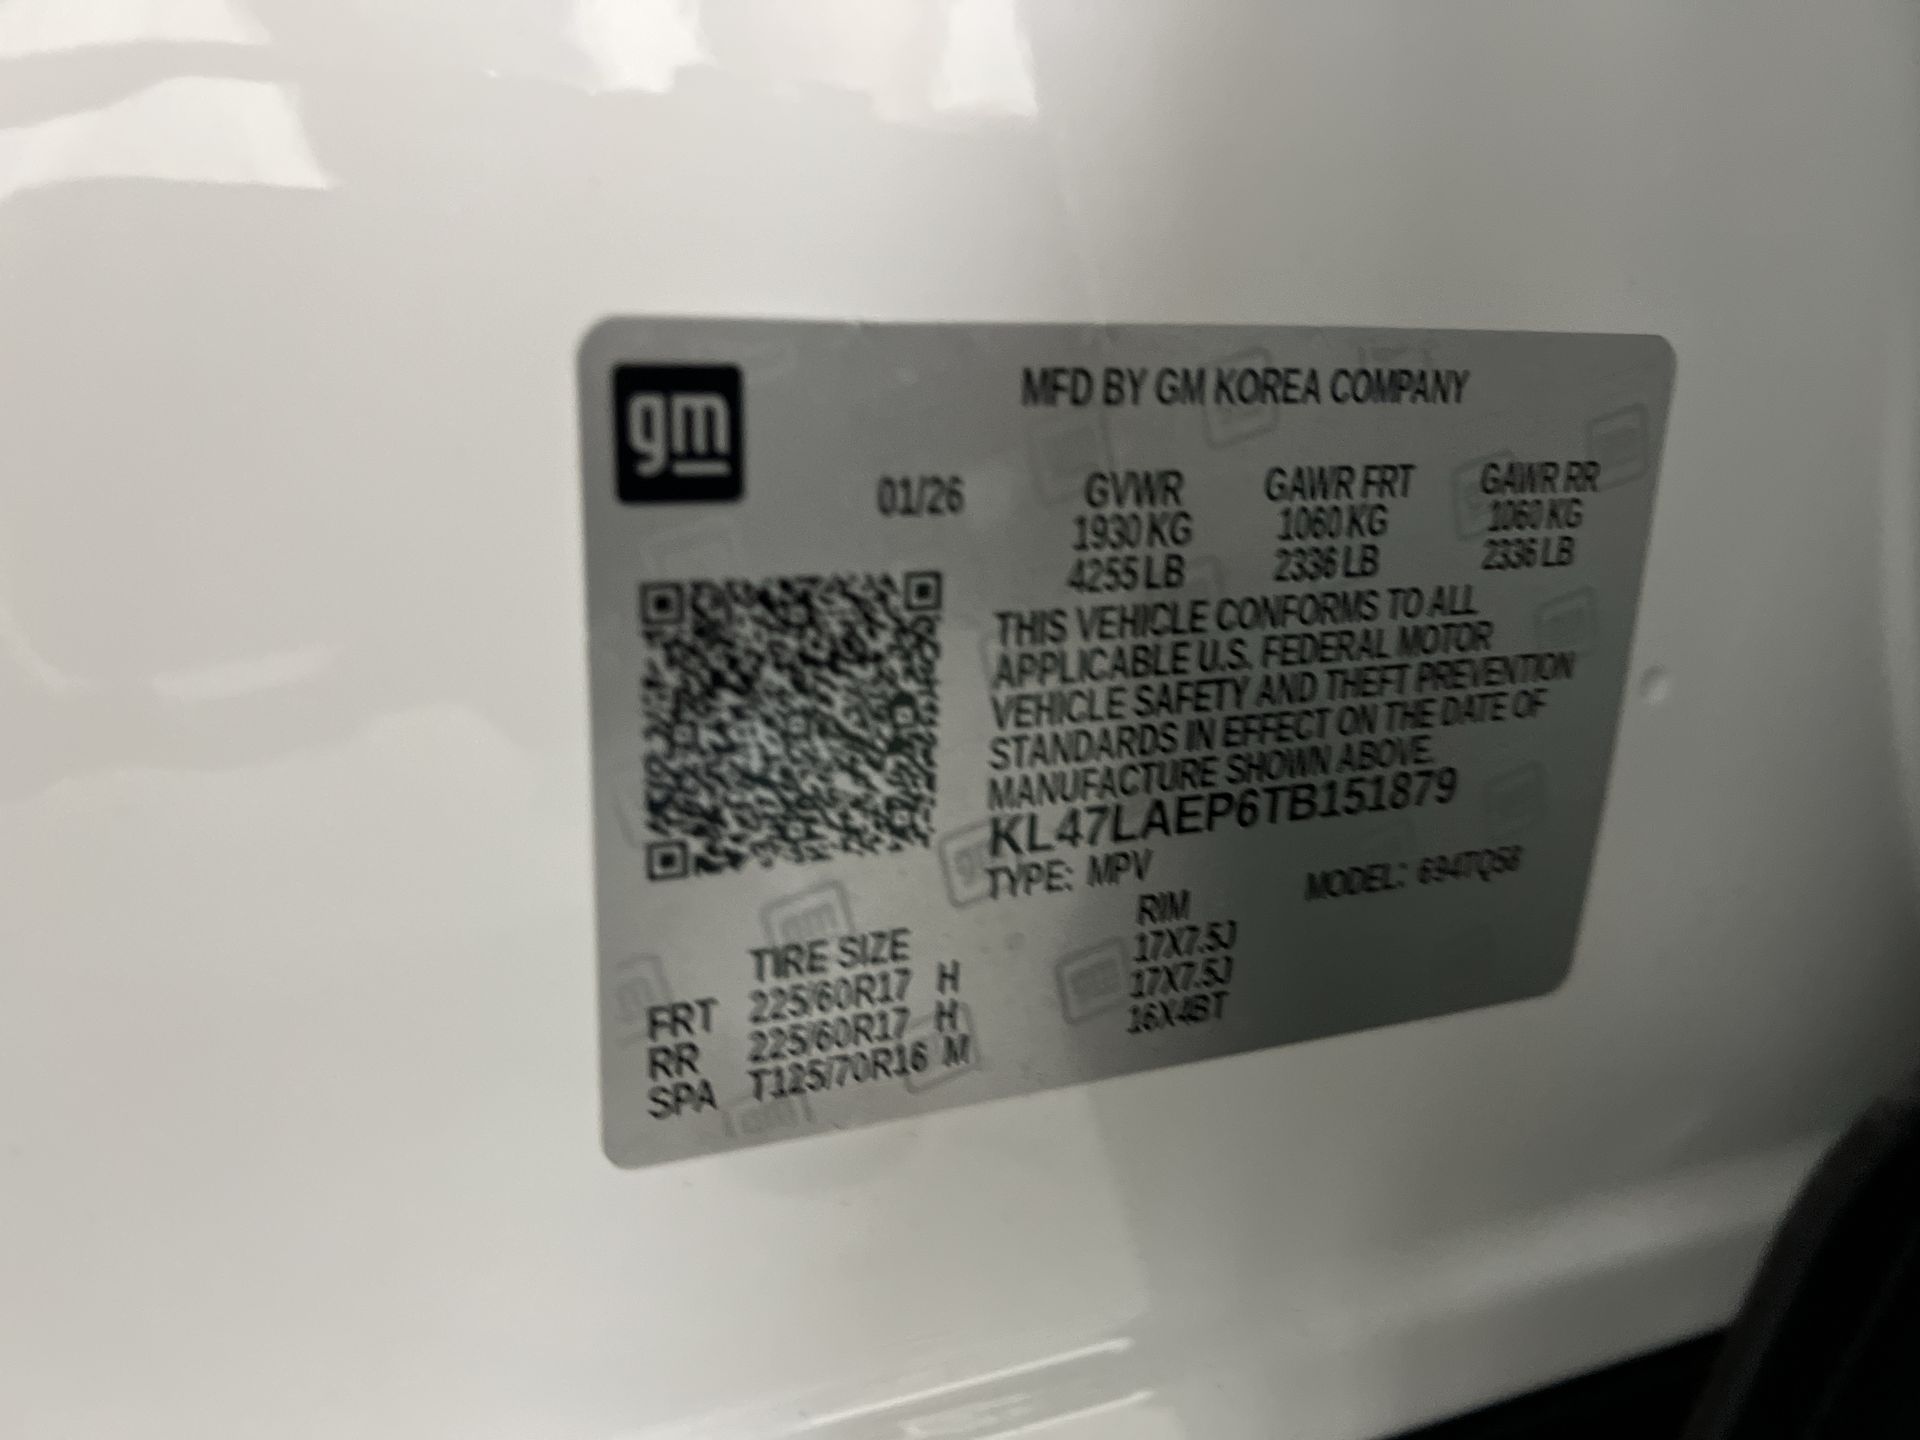 gm
MFD BY GM KOREA COMPANY
01/26
GVWR GAWR FRT GAWR RR
1930 KG 1060 KG 1060 KG
4255 LB 2336 LB 2336 LB
THIS VEHICLE CONFORMS TO ALL
APPLICABLE U.S. FEDERAL MOTOR
VEHICLE SAFETY AND THEFT PREVENTION
STANDARDS IN EFFECT ON THE DATE OF
MANUFACTURE SHOWN ABOVE.
KL47LAEP6TB151879
TYPE: MPV MODEL: 694TQ58
TIRE SIZE RIM
FRT 225/60R17 H 17X7.5J
RR 225/60R17 H 17X7.5J
SPA T125/70R16 M 16X4BT